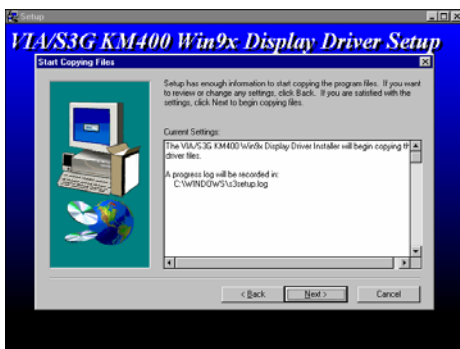 Setup
VIA/S3G KM400 Win9x Display Driver Setup
Start Copying Files
Setup has enough information to start copying the program files. If you want
to review or change any settings, click Back. If you are satisfied with the
settings, click Next to begin copying files.
Current Settings:
The VIA/S3G KM400 Win9x Display Driver Installer will begin copying th
driver files.
A progress log will be recorded in:
C:\WINDOWS\s3setup.log
< Back
Next >
Cancel